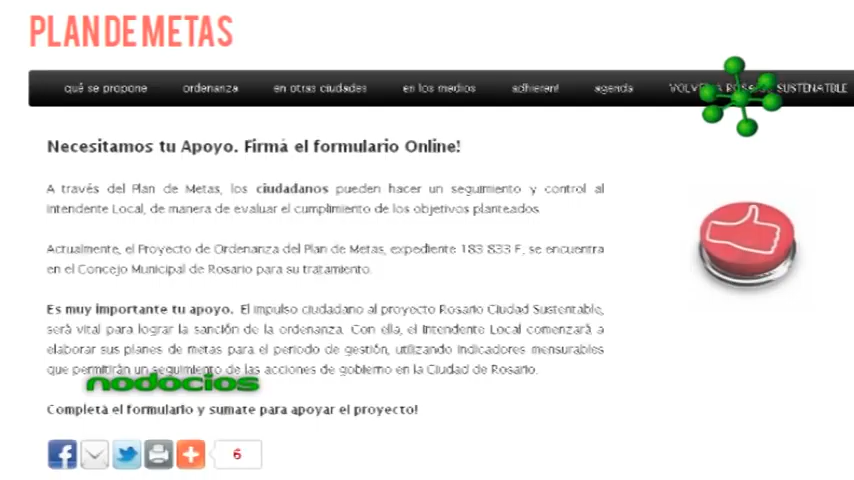 PLAN DE METAS
qué se propone ordenanza en otras ciudades en los medios adherent agenda VOLVER A ROSARIO SUSTENTABLE
Necesitamos tu Apoyo. Firmá el formulario Online!
A través del Plan de Metas, los ciudadanos pueden hacer un seguimiento y control al
Intendente Local, de manera de evaluar el cumplimiento de los objetivos planteados.
Actualmente, el Proyecto de Ordenanza del Plan de Metas, expediente 183 833 F, se encuentra
en el Concejo Municipal de Rosario para su tratamiento.
Es muy importante tu apoyo. El impulso ciudadano al proyecto Rosario Ciudad Sustentable,
será vital para lograr la sanción de la ordenanza. Con ella, el Intendente Local comenzará a
elaborar sus planes de metas para el período de gestión, utilizando indicadores mensurables
que permitirán un seguimiento de las acciones de gobierno en la Ciudad de Rosario.
nodocios
Completá el formulario y sumate para apoyar el proyecto!
6